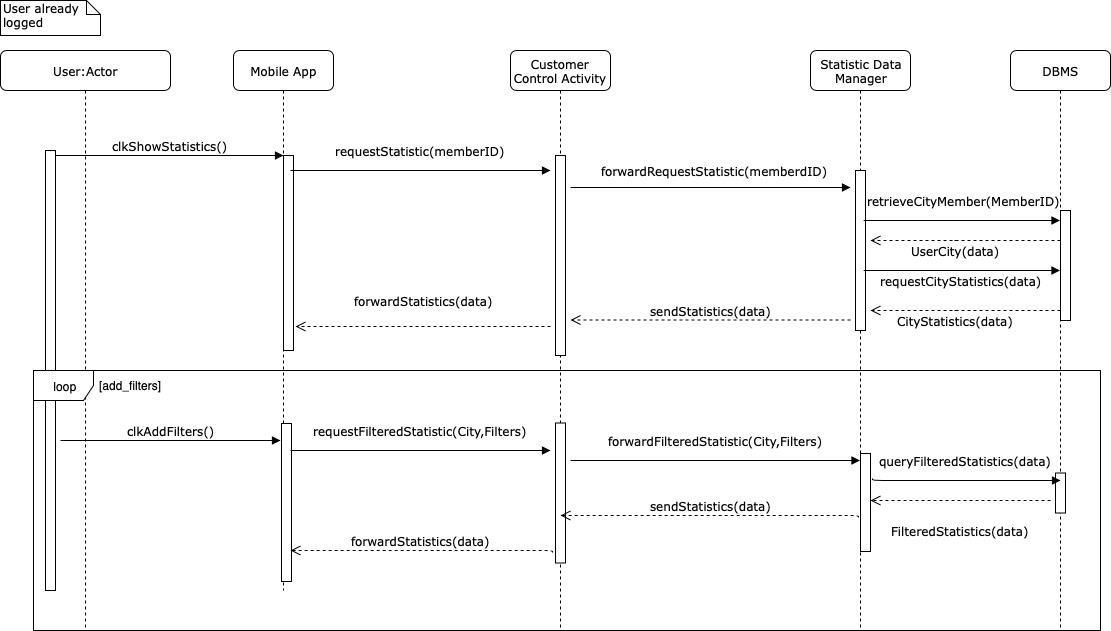 User already
logged
User:Actor
Mobile App
Customer
Control Activity
Statistic Data
Manager
DBMS
clkShowStatistics()
requestStatistic(memberID)
forwardRequestStatistic(memberdID)
retrieveCityMember(MemberID)
UserCity(data)
requestCityStatistics(data)
forwardStatistics(data)
sendStatistics(data)
CityStatistics(data)
loop
[add_filters]
clkAddFilters()
requestFilteredStatistic(City,Filters)
forwardFilteredStatistic(City,Filters)
queryFilteredStatistics(data)
sendStatistics(data)
FilteredStatistics(data)
forwardStatistics(data)